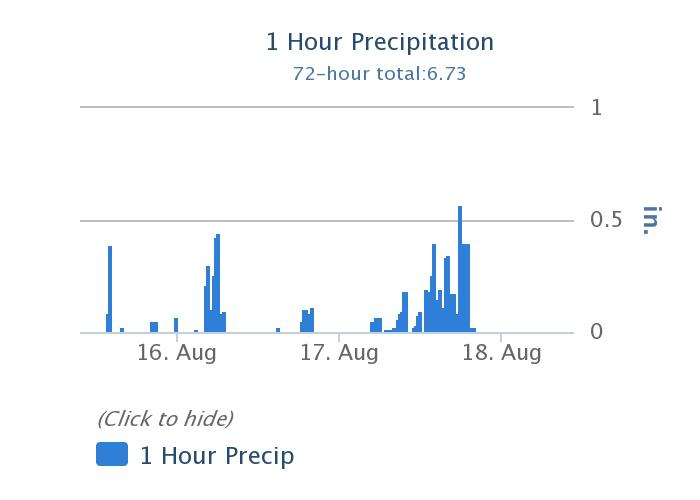 1 Hour Precipitation
72-hour total:6.73
1
0.5
in.
0
16. Aug 17. Aug 18. Aug
(Click to hide)
1 Hour Precip